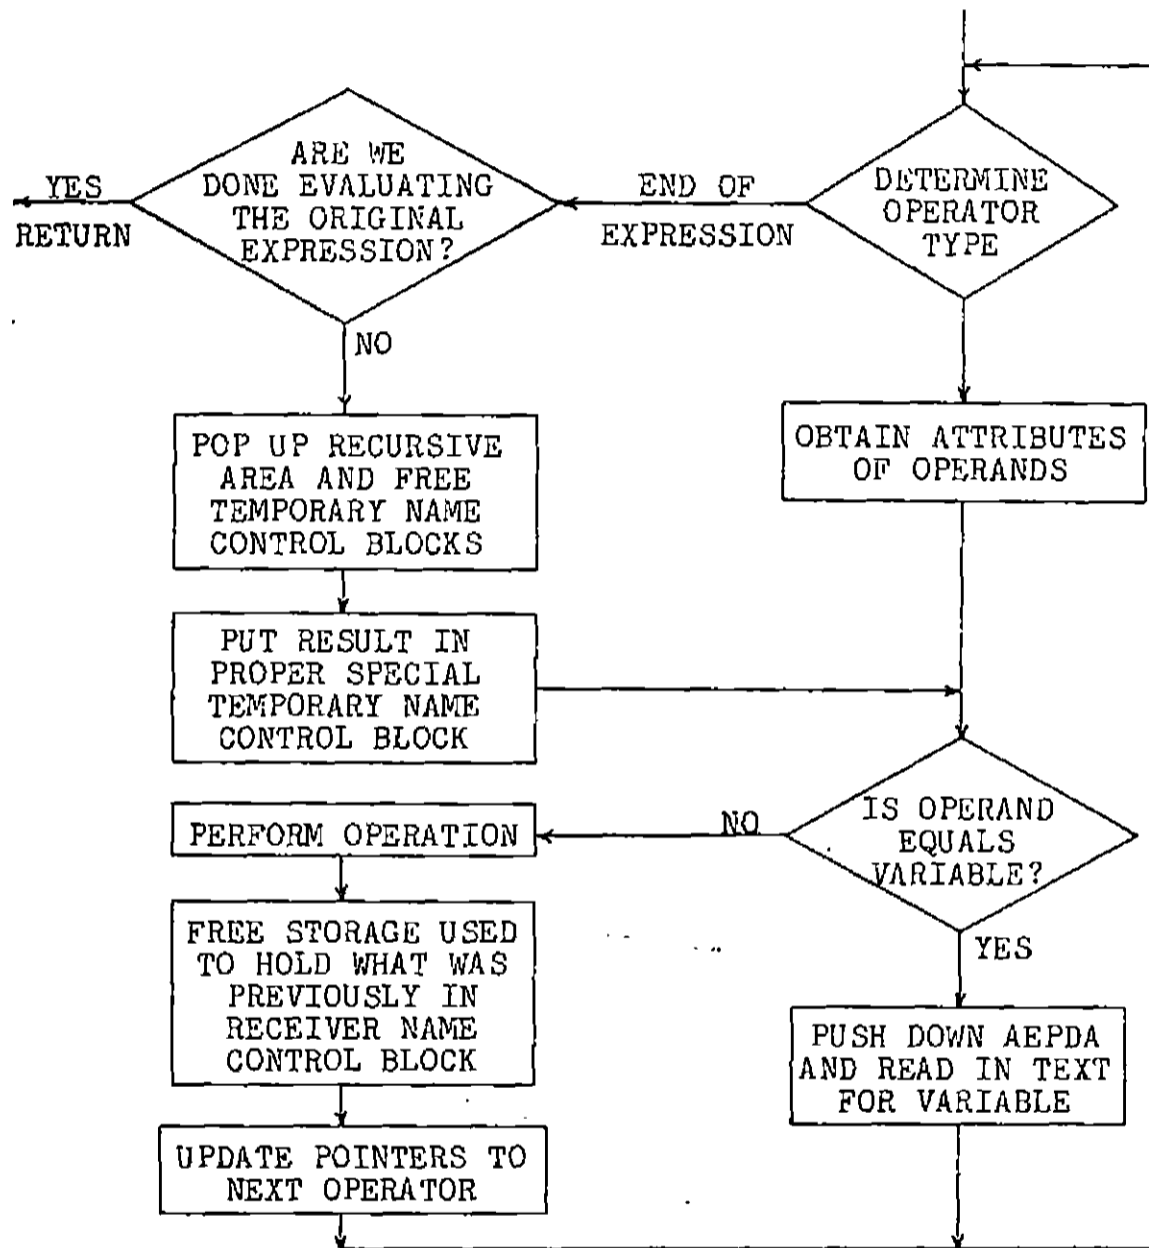 ARE WE
DONE EVALUATING
THE ORIGINAL
EXPRESSION?
YES
RETURN
END OF
EXPRESSION
DETERMINE
OPERATOR
TYPE
NO
POP UP RECURSIVE
AREA AND FREE
TEMPORARY NAME
CONTROL BLOCKS
OBTAIN ATTRIBUTES
OF OPERANDS
PUT RESULT IN
PROPER SPECIAL
TEMPORARY NAME
CONTROL BLOCK
IS OPERAND
EQUALS
VARIABLE?
NO
PERFORM OPERATION
YES
FREE STORAGE USED
TO HOLD WHAT WAS
PREVIOUSLY IN
RECEIVER NAME
CONTROL BLOCK
PUSH DOWN AEPDA
AND READ IN TEXT
FOR VARIABLE
UPDATE POINTERS TO
NEXT OPERATOR